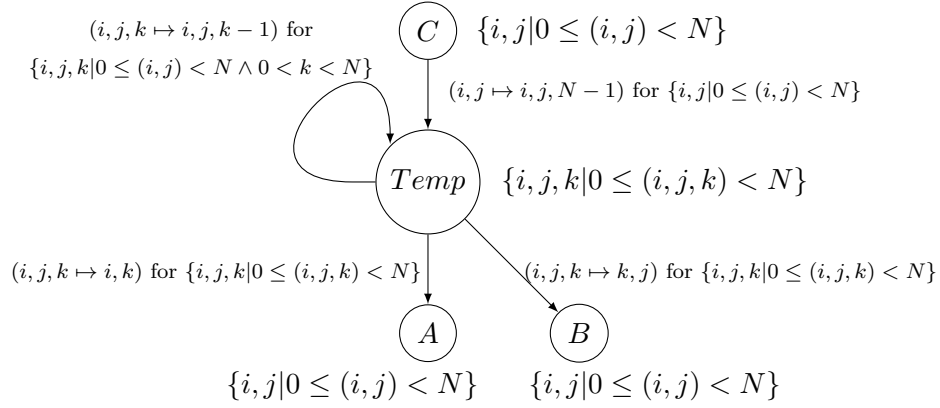 (i, j, k ↦ i, j, k − 1) for
{i, j, k|0 ≤ (i, j) < N ∧ 0 < k < N}
C
{i, j|0 ≤ (i, j) < N}
(i, j ↦ i, j, N − 1) for {i, j|0 ≤ (i, j) < N}
Temp
{i, j, k|0 ≤ (i, j, k) < N}
(i, j, k ↦ i, k) for {i, j, k|0 ≤ (i, j, k) < N}
(i, j, k ↦ k, j) for {i, j, k|0 ≤ (i, j, k) < N}
A
B
{i, j|0 ≤ (i, j) < N}
{i, j|0 ≤ (i, j) < N}